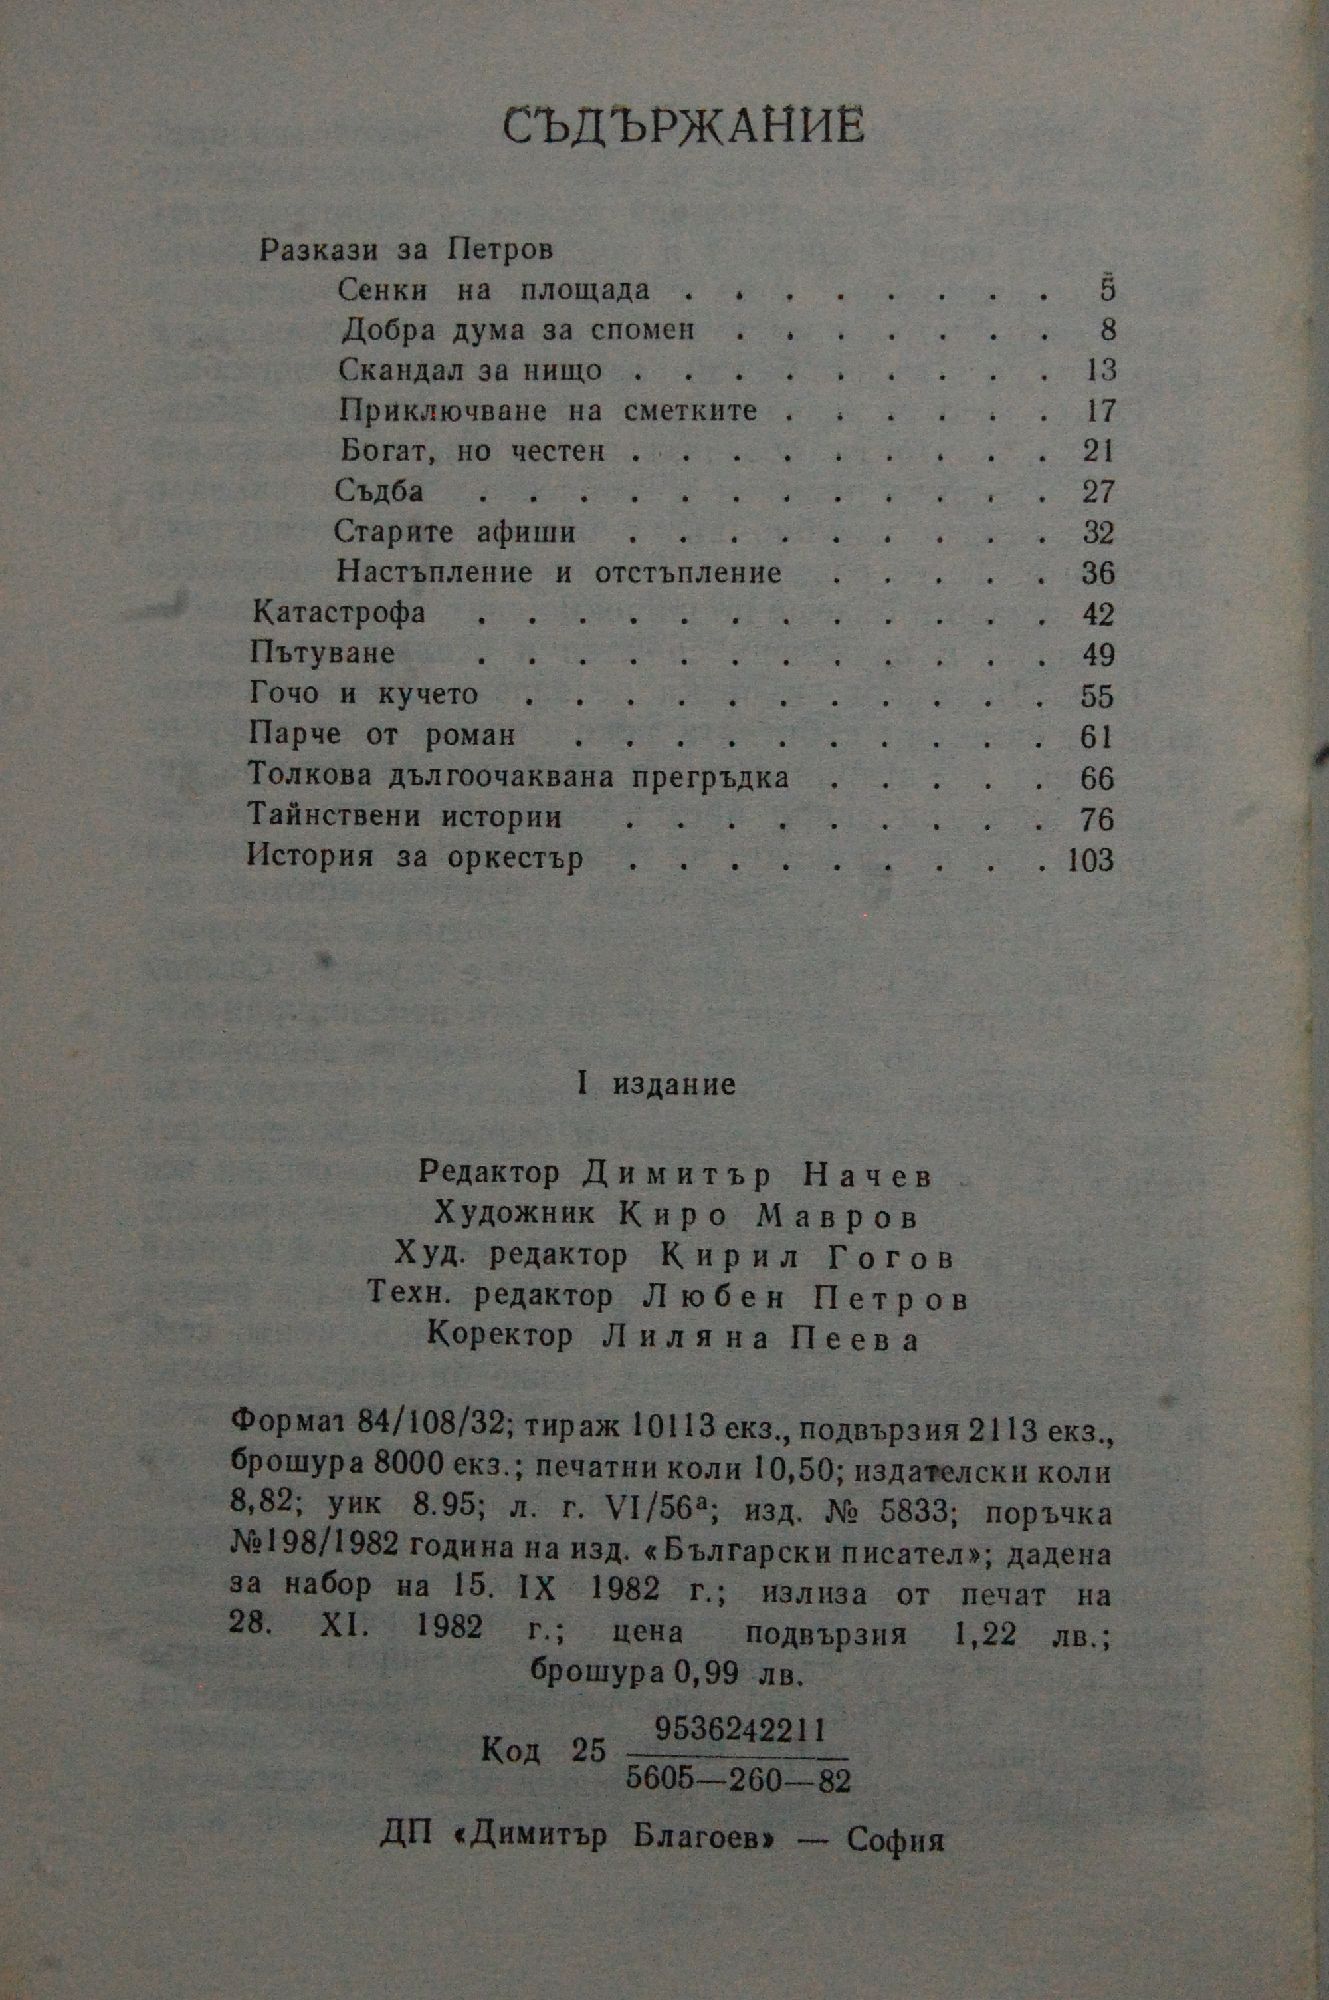 СЪДЪРЖАНИЕ
Разкази за Петров
Сенки на площада . . . . . . . . 5
Добра дума за спомен . . . . . . . 8
Скандал за нищо . . . . . . . . . 13
Приключване на сметките . . . . . . 17
Богат, но честен . . . . . . . . . 21
Съдба . . . . . . . . . . . . 27
Старите афиши . . . . . . . . . 32
Настъпление и отстъпление . . . . . 36
Катастрофа . . . . . . . . . . . . 42
Пътуване . . . . . . . . . . . . 49
Гочо и кучето . . . . . . . . . . . 55
Парче от роман . . . . . . . . . . 61
Толкова дългоочаквана прегръдка . . . . . 66
Тайнствени истории . . . . . . . . . 76
История за оркестър . . . . . . . . . 103
I издание
Редактор Димитър Начев
Художник Киро Мавров
Худ. редактор Кирил Гогов
Техн. редактор Любен Петров
Коректор Лиляна Пеева
Формат 84/108/32; тираж 10113 екз., подвързия 2113 екз.,
брошура 8000 екз.; печатни коли 10,50; издателски коли
8,82; уик 8.95; л. г. VI/56ᵃ; изд. № 5833; поръчка
№198/1982 година на изд. «Български писател»; дадена
за набор на 15. IX 1982 г.; излиза от печат на
28. XI. 1982 г.; цена подвързия 1,22 лв.;
брошура 0,99 лв.
Код 25 9536242211
5605—260—82
ДП «Димитър Благоев» — София